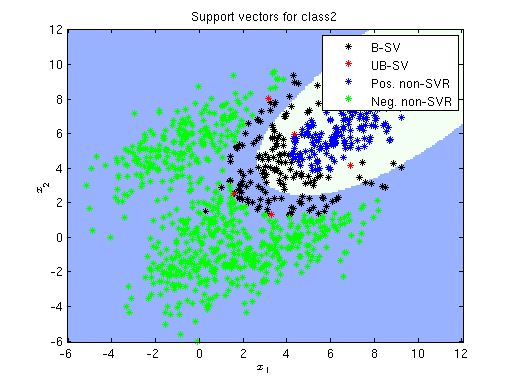 Support vectors for class2
B-SV
UB-SV
Pos. non-SVR
Neg. non-SVR
12
10
8
6
4
2
0
-2
-4
-6
x2
-6 -4 -2 0 2 4 6 8 10 12
x1